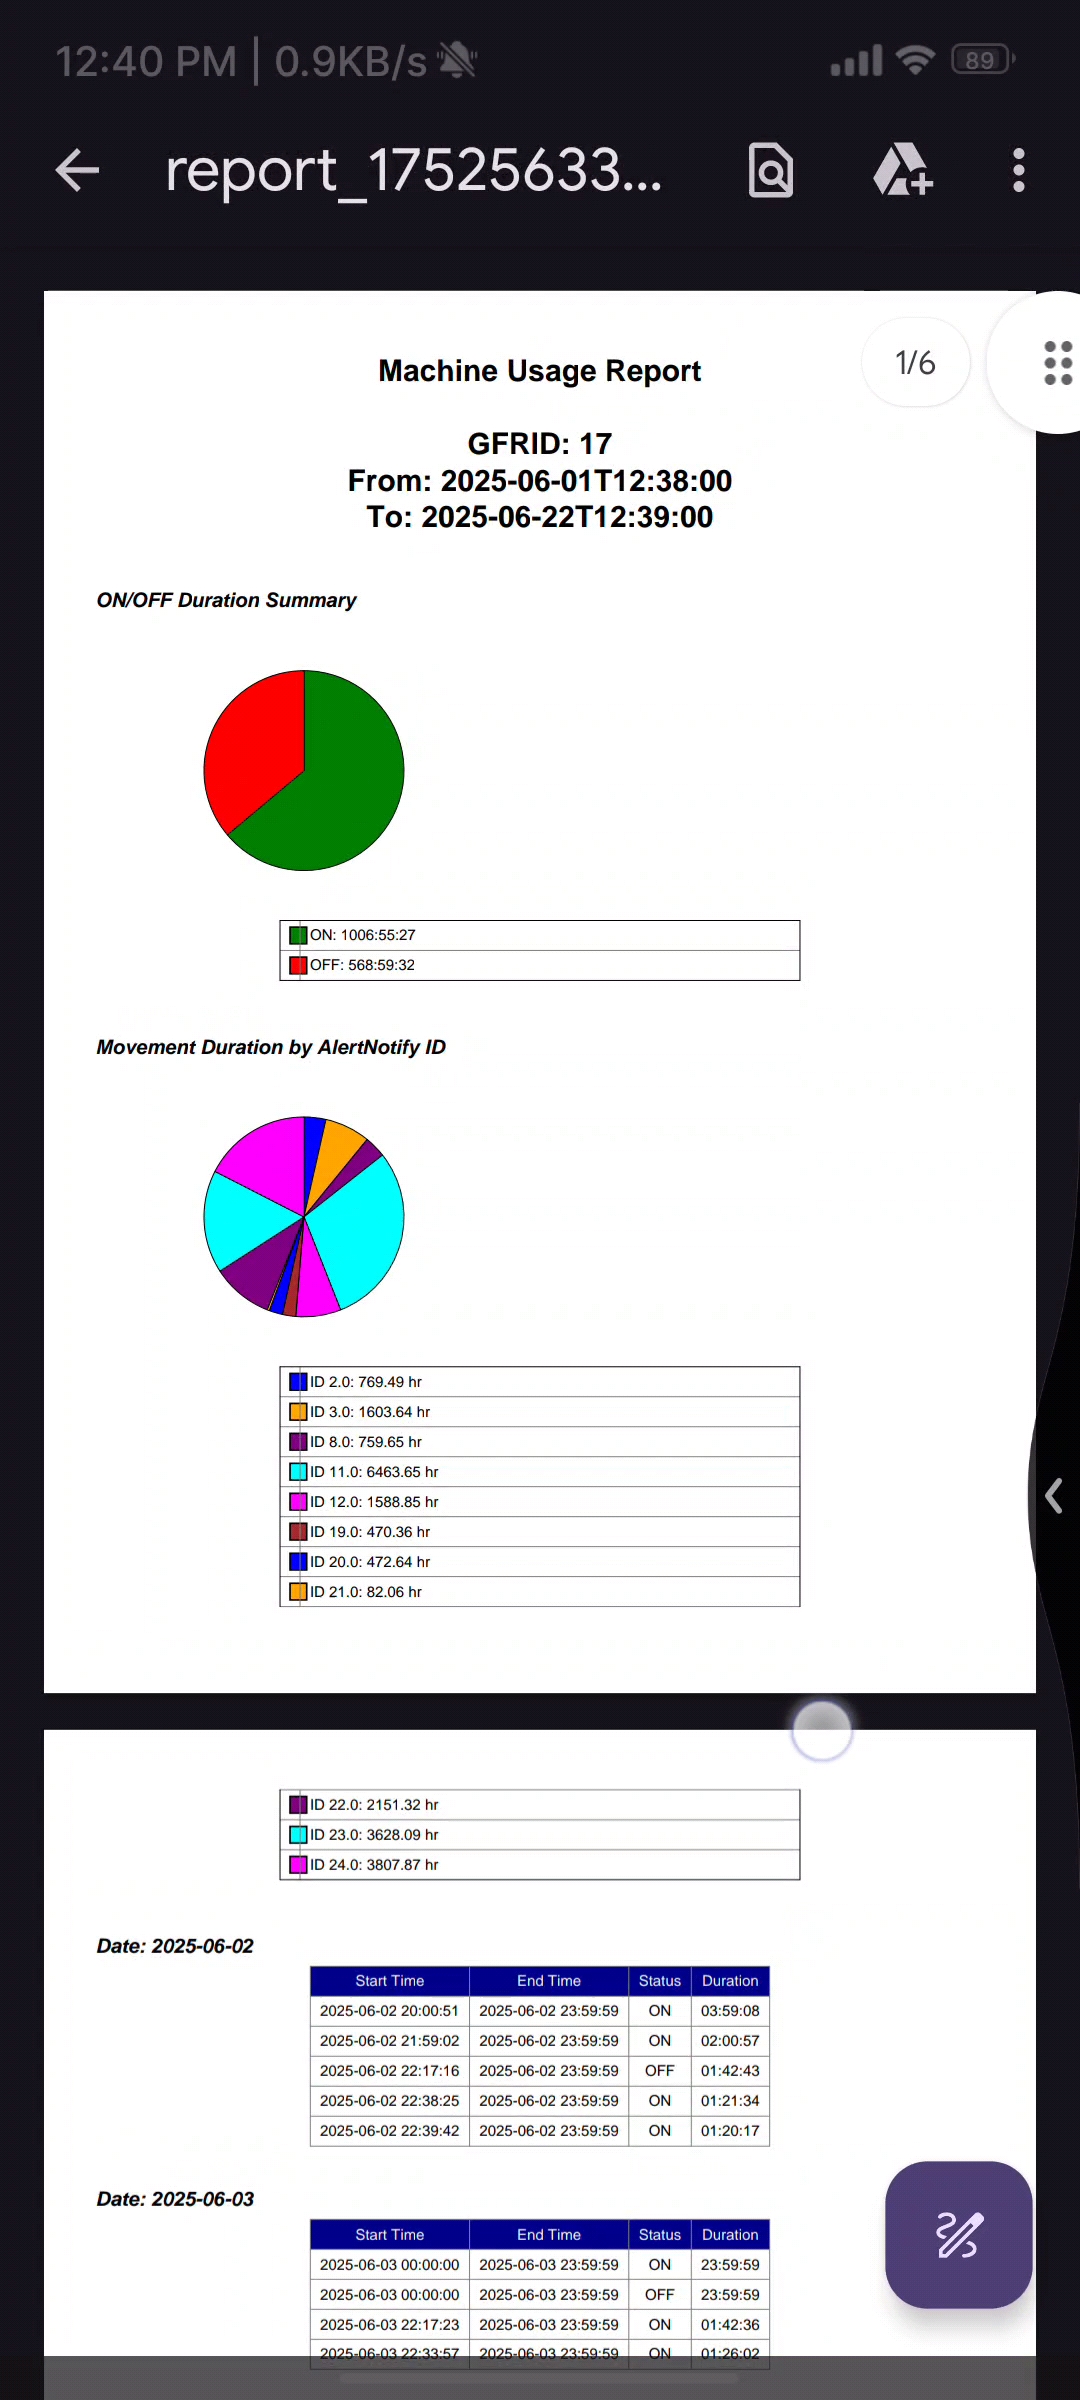 12:40 PM | 0.9KB/s
89
report_17525633...
1/6
Machine Usage Report
GFRID: 17
From: 2025-06-01T12:38:00
To: 2025-06-22T12:39:00
ON/OFF Duration Summary
ON: 1006:55:27
OFF: 568:59:32
Movement Duration by AlertNotify ID
ID 2.0: 769.49 hr
ID 3.0: 1603.64 hr
ID 8.0: 759.65 hr
ID 11.0: 6463.65 hr
ID 12.0: 1588.85 hr
ID 19.0: 470.36 hr
ID 20.0: 472.64 hr
ID 21.0: 82.06 hr
ID 22.0: 2151.32 hr
ID 23.0: 3628.09 hr
ID 24.0: 3807.87 hr
Date: 2025-06-02
Start Time End Time Status Duration
2025-06-02 20:00:51 2025-06-02 23:59:59 ON 03:59:08
2025-06-02 21:59:02 2025-06-02 23:59:59 ON 02:00:57
2025-06-02 22:17:16 2025-06-02 23:59:59 OFF 01:42:43
2025-06-02 22:38:25 2025-06-02 23:59:59 ON 01:21:34
2025-06-02 22:39:42 2025-06-02 23:59:59 ON 01:20:17
Date: 2025-06-03
Start Time End Time Status Duration
2025-06-03 00:00:00 2025-06-03 23:59:59 ON 23:59:59
2025-06-03 00:00:00 2025-06-03 23:59:59 OFF 23:59:59
2025-06-03 22:17:23 2025-06-03 23:59:59 ON 01:42:36
2025-06-03 22:33:57 2025-06-03 23:59:59 ON 01:26:02